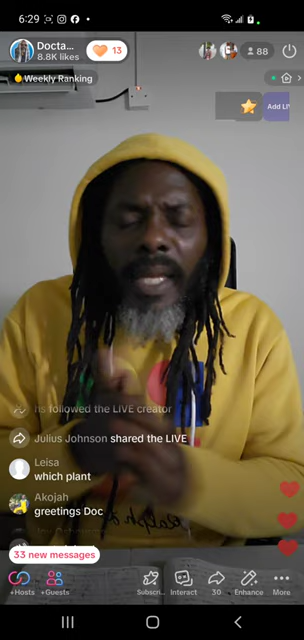 6:29
Docta...
8.8K likes
13
88
Weekly Ranking
Add LI
ns followed the LIVE creator
Julius Johnson shared the LIVE
Leisa
which plant
Akojah
greetings Doc
33 new messages
+Hosts
+Guests
Subscri...
Interact
30
Enhance
More